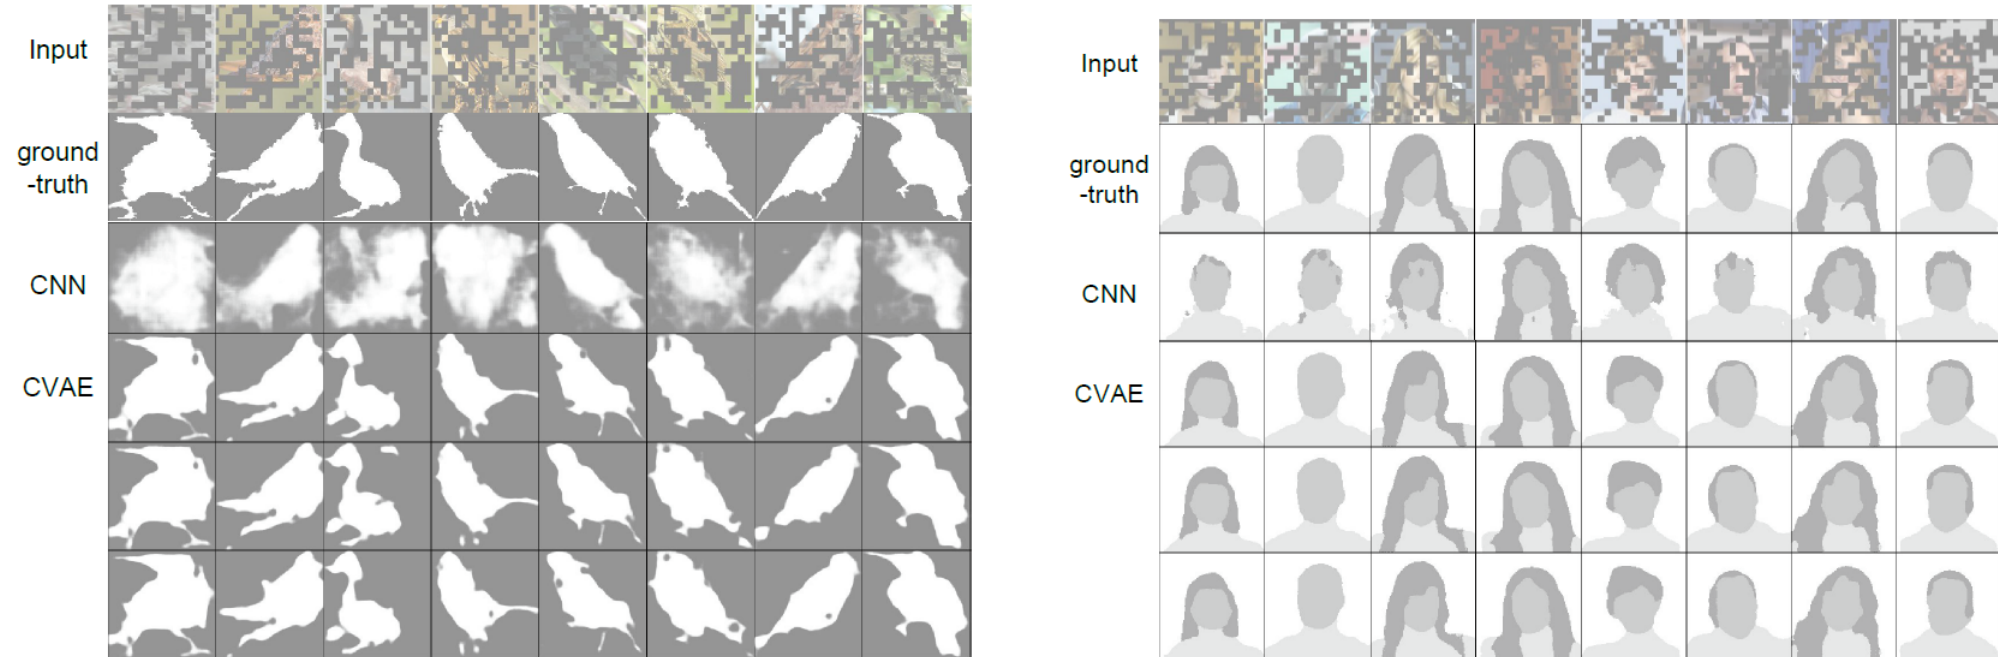 Input
ground
-truth
CNN
CVAE
Input
ground
-truth
CNN
CVAE